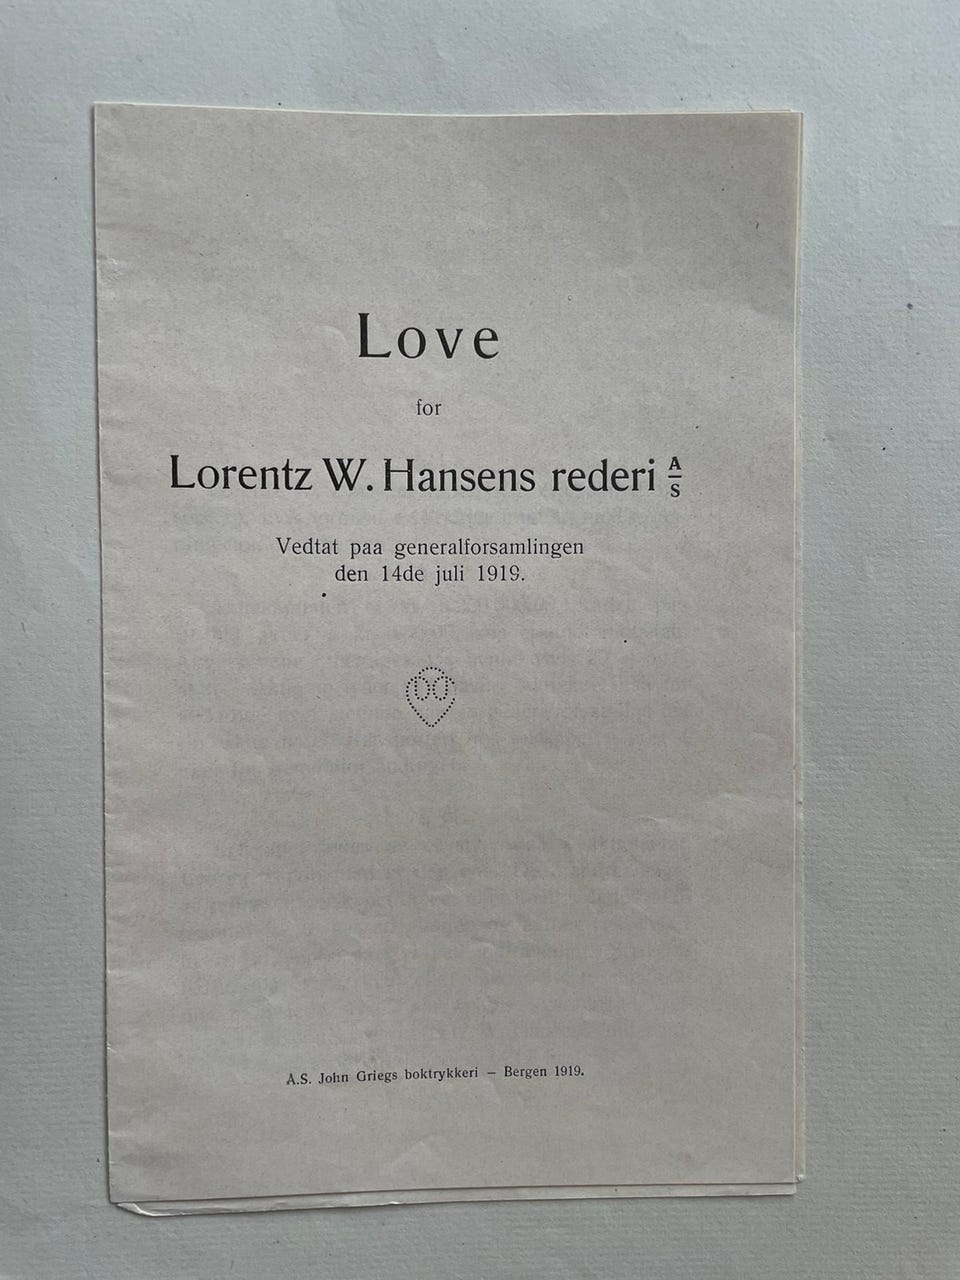 Love
for
Lorentz W. Hansens rederi A/S
Vedtat paa generalforsamlingen
den 14de juli 1919.
A.S. John Griegs boktrykkeri – Bergen 1919.